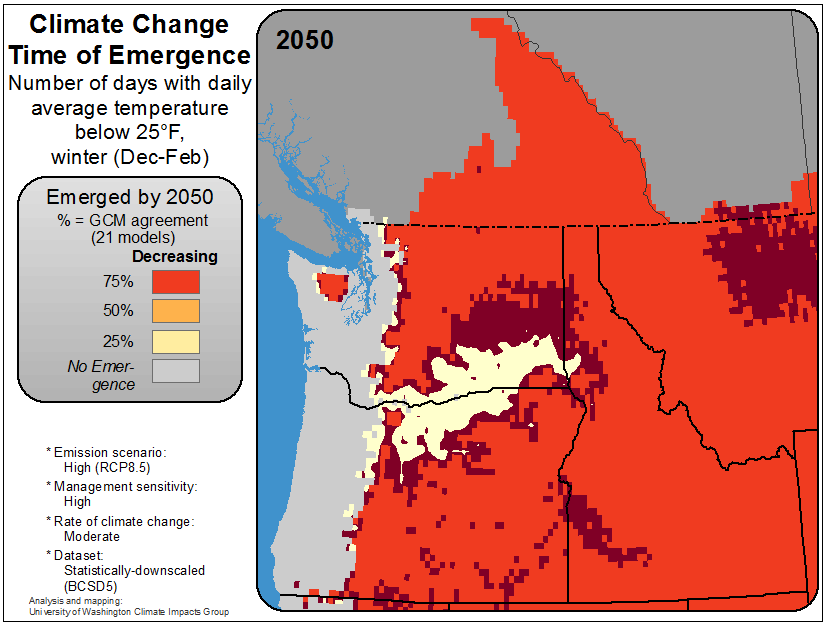 Climate Change
Time of Emergence
Number of days with daily
average temperature
below 25°F,
winter (Dec-Feb)
Emerged by 2050
% = GCM agreement
(21 models)
Decreasing
75%
50%
25%
No Emer-
gence
* Emission scenario:
High (RCP8.5)
* Management sensitivity:
High
* Rate of climate change:
Moderate
* Dataset:
Statistically-downscaled
(BCSD5)
Analysis and mapping:
University of Washington Climate Impacts Group
2050